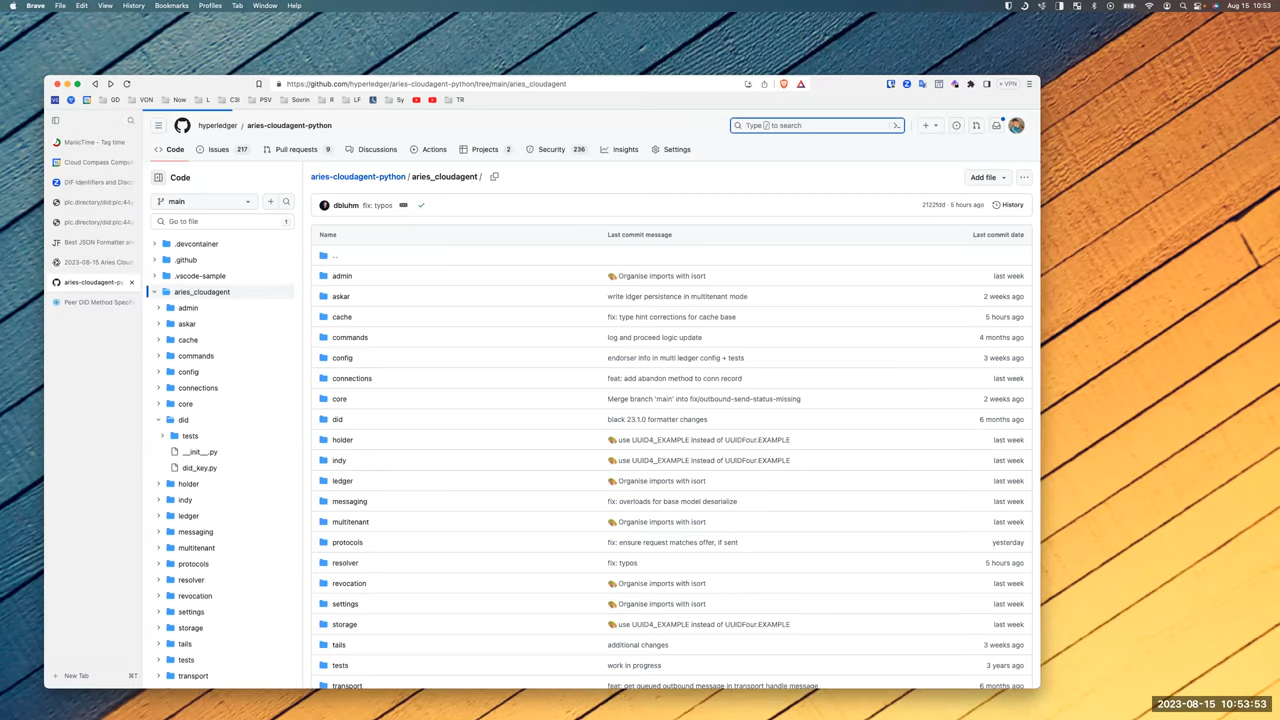 Brave File Edit View History Bookmarks Profiles Tab Window Help
Aug 15 10:53
https://github.com/hyperledger/aries-cloudagent-python/tree/main/aries_cloudagent
VPN
GD VON Now L C3I PSV Sovrin R LF Sy TR
ManicTime - Tag time
Cloud Compass Compu
DIF Identifiers and Disco
plc.directory/did:plc:44
plc.directory/did:plc:44
Best JSON Formatter an
2023-08-15 Aries Cloud
aries-cloudagent-py
Peer DID Method Specif
New Tab ⌘T
hyperledger / aries-cloudagent-python
Type / to search
Code Issues 217 Pull requests 9 Discussions Actions Projects 2 Security 236 Insights Settings
Code
main
Go to file t
.devcontainer
.github
.vscode-sample
aries_cloudagent
admin
askar
cache
commands
config
connections
core
did
tests
__init__.py
did_key.py
holder
indy
ledger
messaging
multitenant
protocols
resolver
revocation
settings
storage
tails
tests
transport
aries-cloudagent-python / aries_cloudagent /
Add file
dbluhm fix: typos 2122fdd · 5 hours ago History
Name Last commit message Last commit date
..
admin 🎨 Organise imports with isort last week
askar write ldger persistence in multitenant mode 2 weeks ago
cache fix: type hint corrections for cache base 5 hours ago
commands log and proceed logic update 4 months ago
config endorser info in multi ledger config + tests 3 weeks ago
connections feat: add abandon method to conn record last week
core Merge branch 'main' into fix/outbound-send-status-missing 2 weeks ago
did black 23.1.0 formatter changes 6 months ago
holder 🎨 use UUID4_EXAMPLE instead of UUIDFour.EXAMPLE last week
indy 🎨 use UUID4_EXAMPLE instead of UUIDFour.EXAMPLE last week
ledger 🎨 Organise imports with isort last week
messaging fix: overloads for base model deserialize last week
multitenant 🎨 Organise imports with isort last week
protocols fix: ensure request matches offer, if sent yesterday
resolver fix: typos 5 hours ago
revocation 🎨 Organise imports with isort last week
settings 🎨 Organise imports with isort last week
storage 🎨 use UUID4_EXAMPLE instead of UUIDFour.EXAMPLE last week
tails additional changes 3 weeks ago
tests work in progress 3 years ago
transport feat: get queued outbound message in transport handle message 6 months ago
2023-08-15 10:53:53